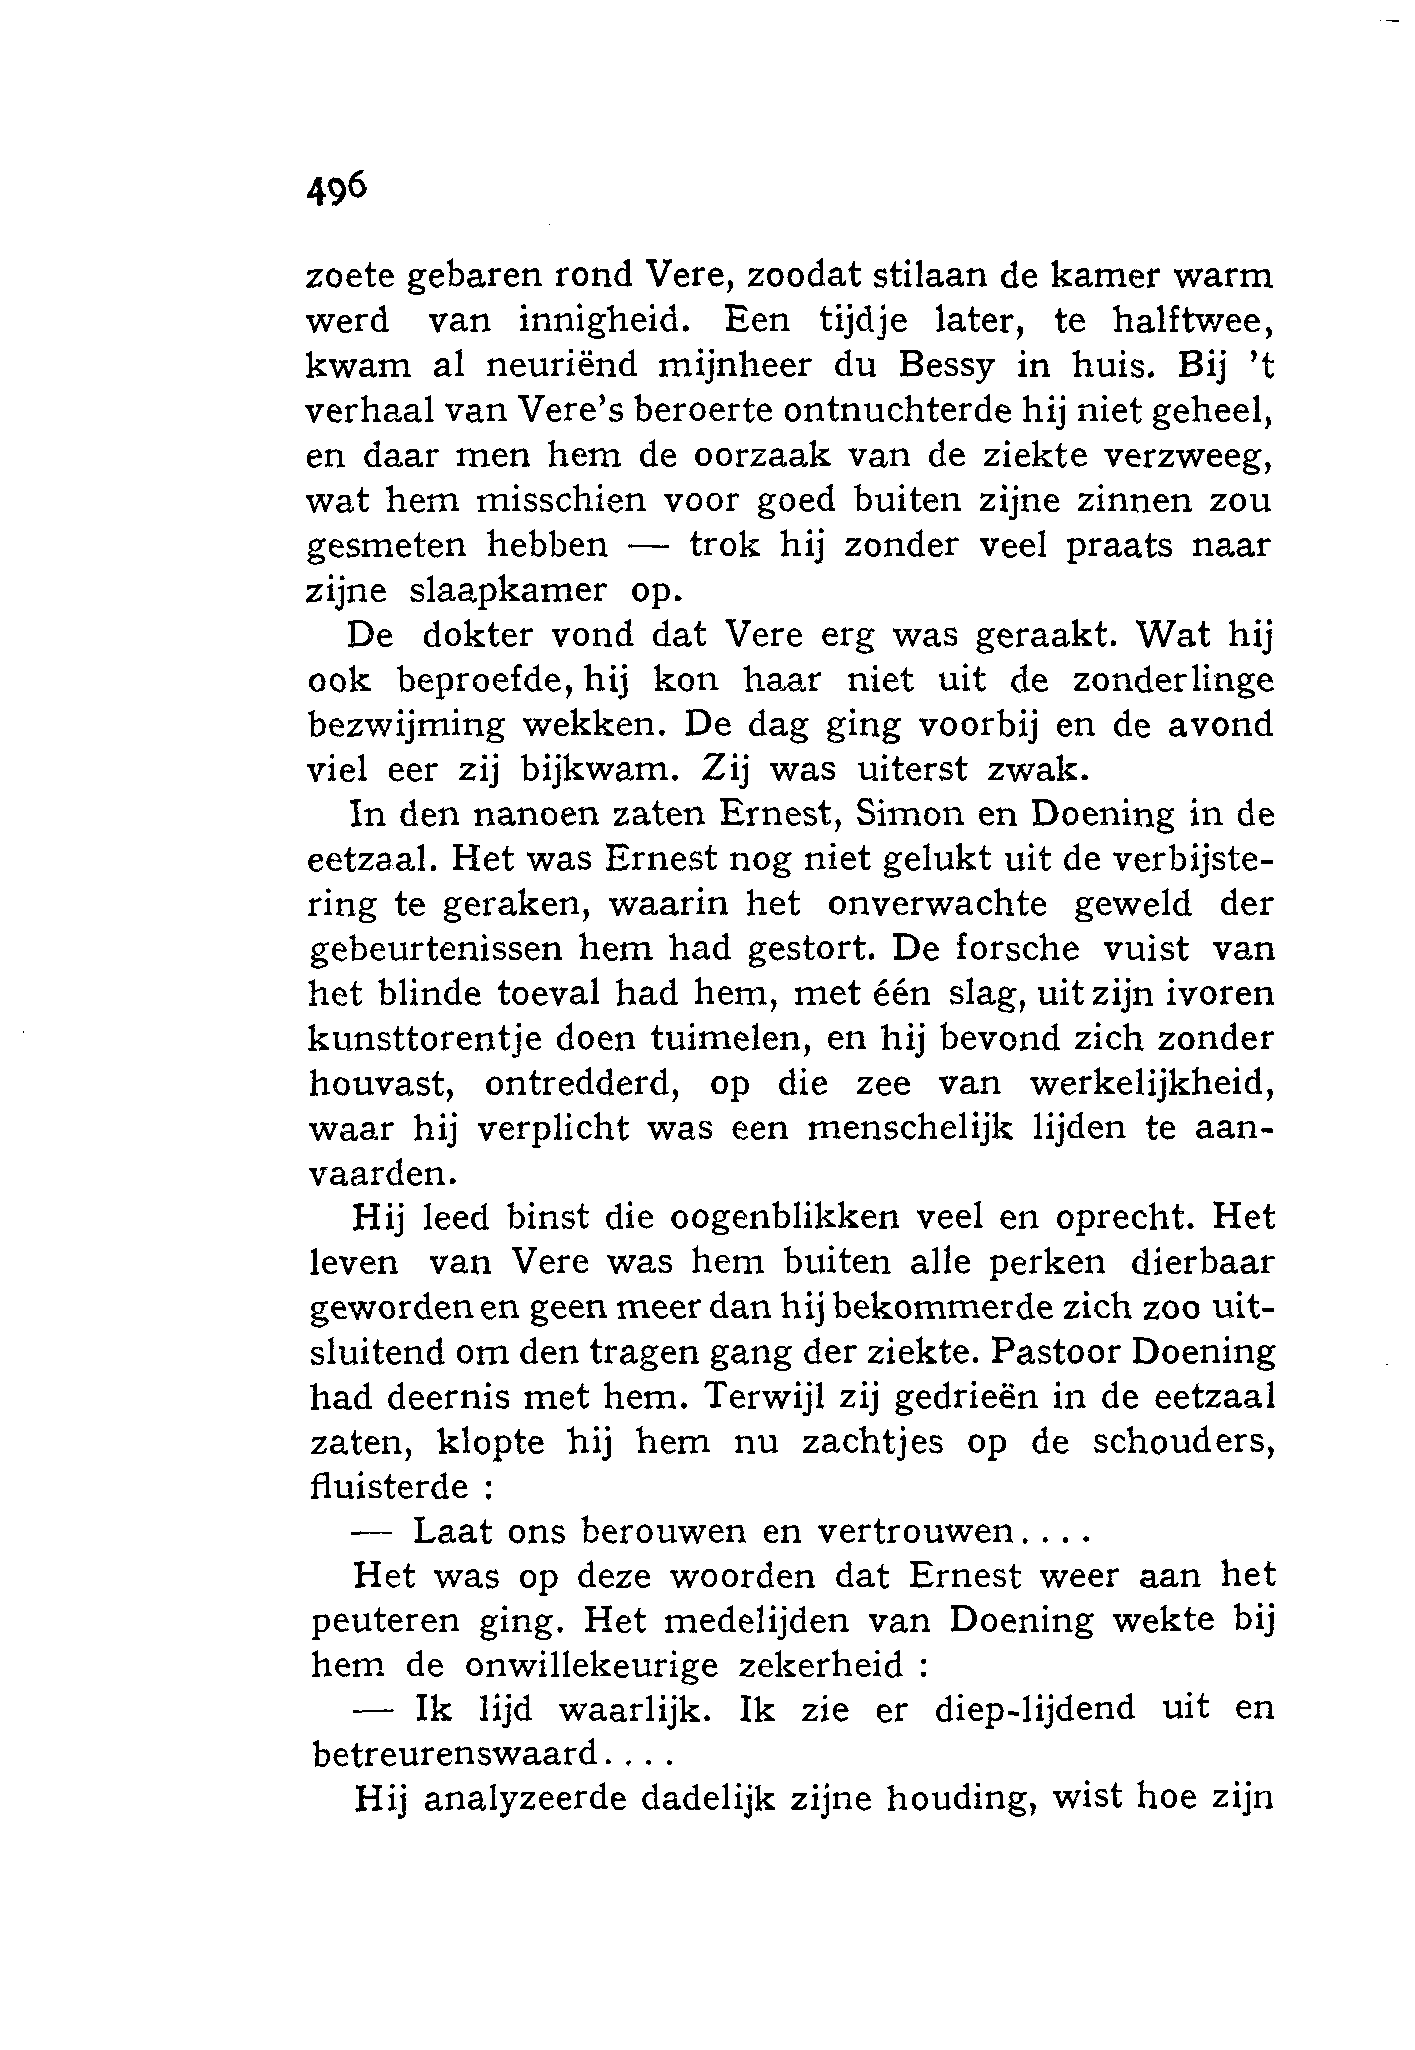 496
zoete gebaren rond Vere, zoodat stilaan de kamer warm
werd van innigheid. Een tijdje later, te halftwee,
kwam al neuriënd mijnheer du Bessy in huis. Bij 't
verhaal van Vere's beroerte ontnuchterde hij niet geheel,
en daar men hem de oorzaak van de ziekte verzweeg,
wat hem misschien voor goed buiten zijne zinnen zou
gesmeten hebben — trok hij zonder veel praats naar
zijne slaapkamer op.
De dokter vond dat Vere erg was geraakt. Wat hij
ook beproefde, hij kon haar niet uit de zonderlinge
bezwijming wekken. De dag ging voorbij en de avond
viel eer zij bijkwam. Zij was uiterst zwak.
In den nanoen zaten Ernest, Simon en Doening in de
eetzaal. Het was Ernest nog niet gelukt uit de verbijste-
ring te geraken, waarin het onverwachte geweld der
gebeurtenissen hem had gestort. De forsche vuist van
het blinde toeval had hem, met één slag, uit zijn ivoren
kunsttorentje doen tuimelen, en hij bevond zich zonder
houvast, ontredderd, op die zee van werkelijkheid,
waar hij verplicht was een menschelijk lijden te aan-
vaarden.
Hij leed binst die oogenblikken veel en oprecht. Het
leven van Vere was hem buiten alle perken dierbaar
geworden en geen meer dan hij bekommerde zich zoo uit-
sluitend om den tragen gang der ziekte. Pastoor Doening
had deernis met hem. Terwijl zij gedrieën in de eetzaal
zaten, klopte hij hem nu zachtjes op de schouders,
fluisterde :
— Laat ons berouwen en vertrouwen....
Het was op deze woorden dat Ernest weer aan het
peuteren ging. Het medelijden van Doening wekte bij
hem de onwillekeurige zekerheid :
— Ik lijd waarlijk. Ik zie er diep-lijdend uit en
betreurenswaard....
Hij analyzeerde dadelijk zijne houding, wist hoe zijn